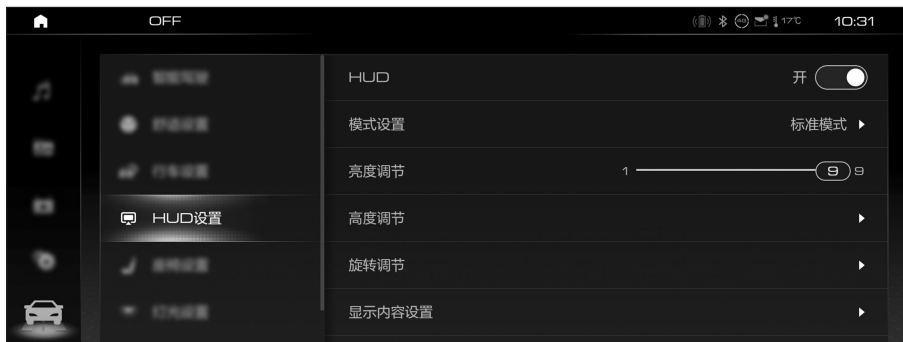 OFF
4G
17℃
10:31
HUD
开
模式设置
标准模式
亮度调节
1
9
9
高度调节
HUD设置
旋转调节
显示内容设置